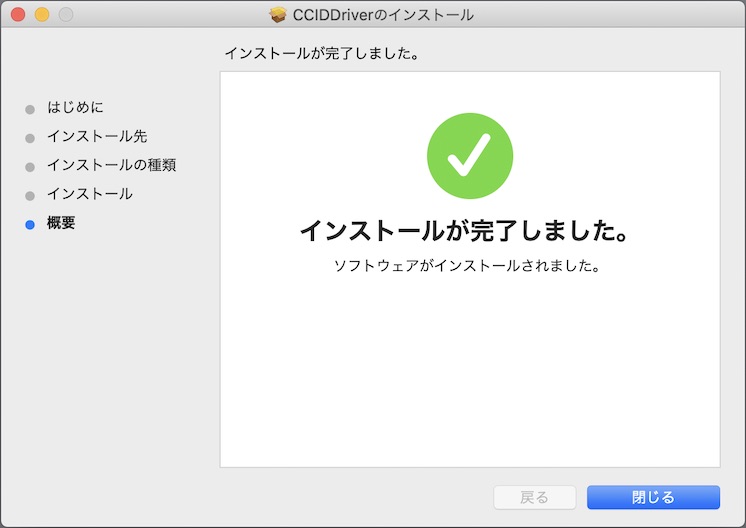 CCIDDriverのインストール
インストールが完了しました。
はじめに
インストール先
インストールの種類
インストール
概要
インストールが完了しました。
ソフトウェアがインストールされました。
戻る
閉じる